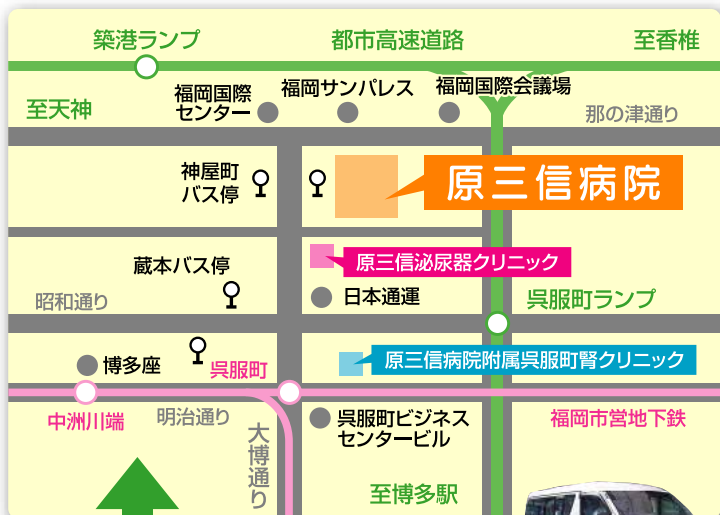 築港ランプ
都市高速道路
至香椎
福岡国際
センター
福岡サンパレス
福岡国際会議場
至天神
那の津通り
神屋町
バス停
原三信病院
蔵本バス停
原三信泌尿器クリニック
昭和通り
日本通運
呉服町ランプ
博多座
呉服町
原三信病院附属呉服町腎クリニック
中洲川端
明治通り
大博通り
呉服町ビジネス
センタービル
福岡市営地下鉄
至博多駅